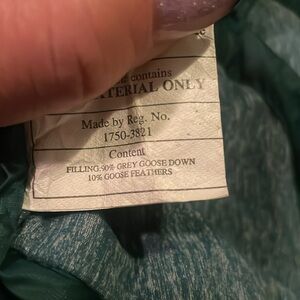 contains
MATERIAL ONLY
Made by Reg. No.
1750-3821
Content
FILLING: 90% GREY GOOSE DOWN
10% GOOSE FEATHERS